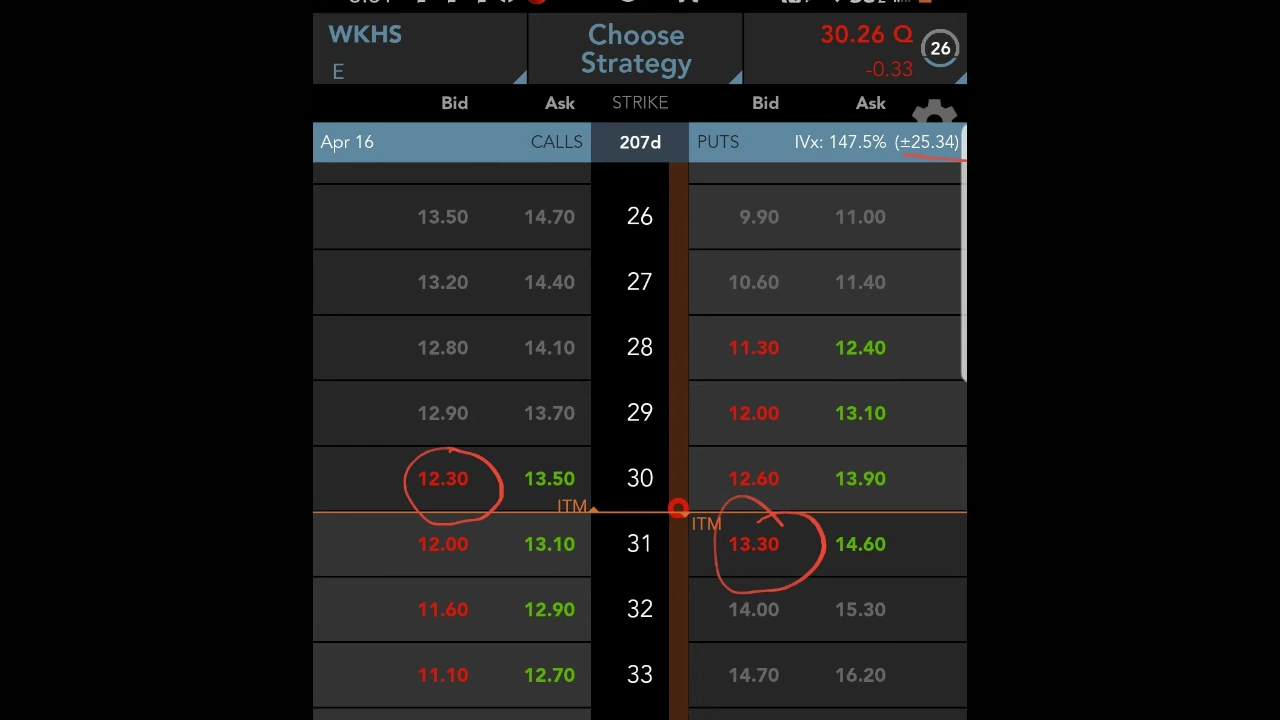 WKHS
E
Choose
Strategy
30.26 Q
-0.33
26
Bid Ask STRIKE Bid Ask
Apr 16 CALLS 207d PUTS IVx: 147.5% (±25.34)
13.50 14.70 26 9.90 11.00
13.20 14.40 27 10.60 11.40
12.80 14.10 28 11.30 12.40
12.90 13.70 29 12.00 13.10
12.30 13.50 30 12.60 13.90
ITM ITM
12.00 13.10 31 13.30 14.60
11.60 12.90 32 14.00 15.30
11.10 12.70 33 14.70 16.20